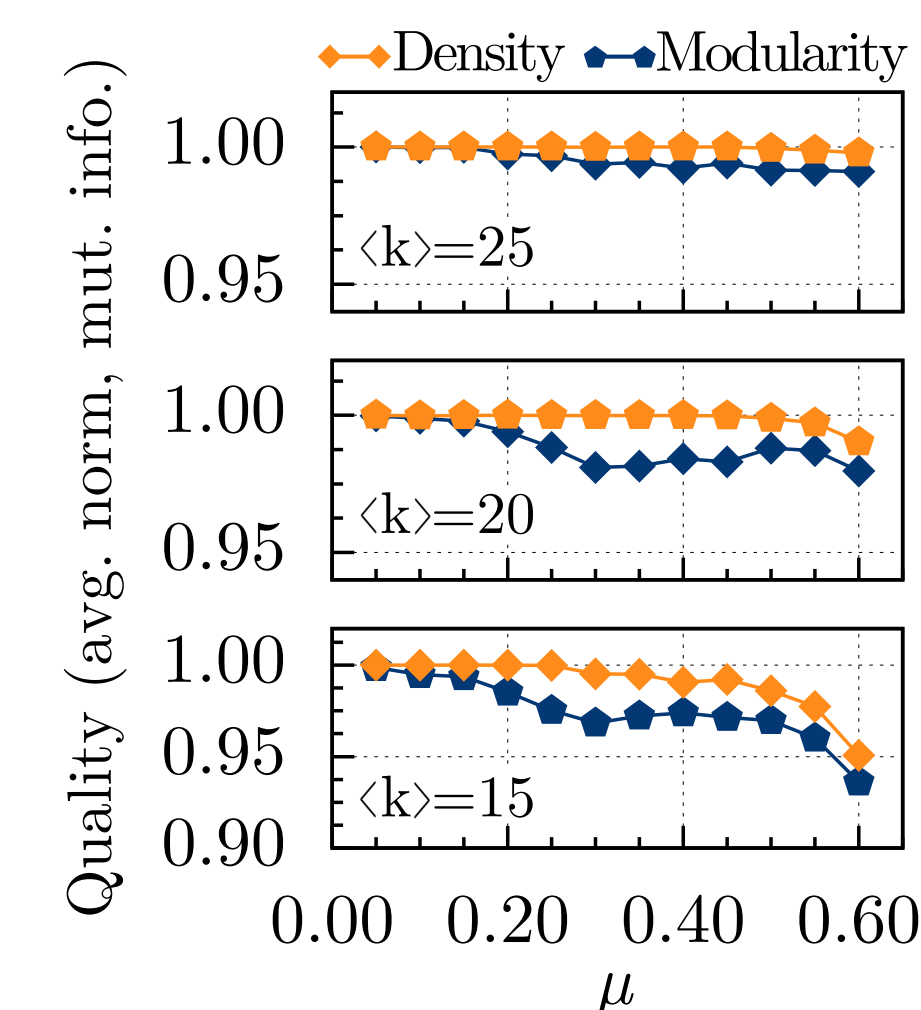 Density Modularity
Quality (avg. norm, mut. info.)
1.00
0.95
⟨k⟩=25
1.00
0.95
⟨k⟩=20
1.00
0.95
0.90
⟨k⟩=15
0.00 0.20 0.40 0.60
μ